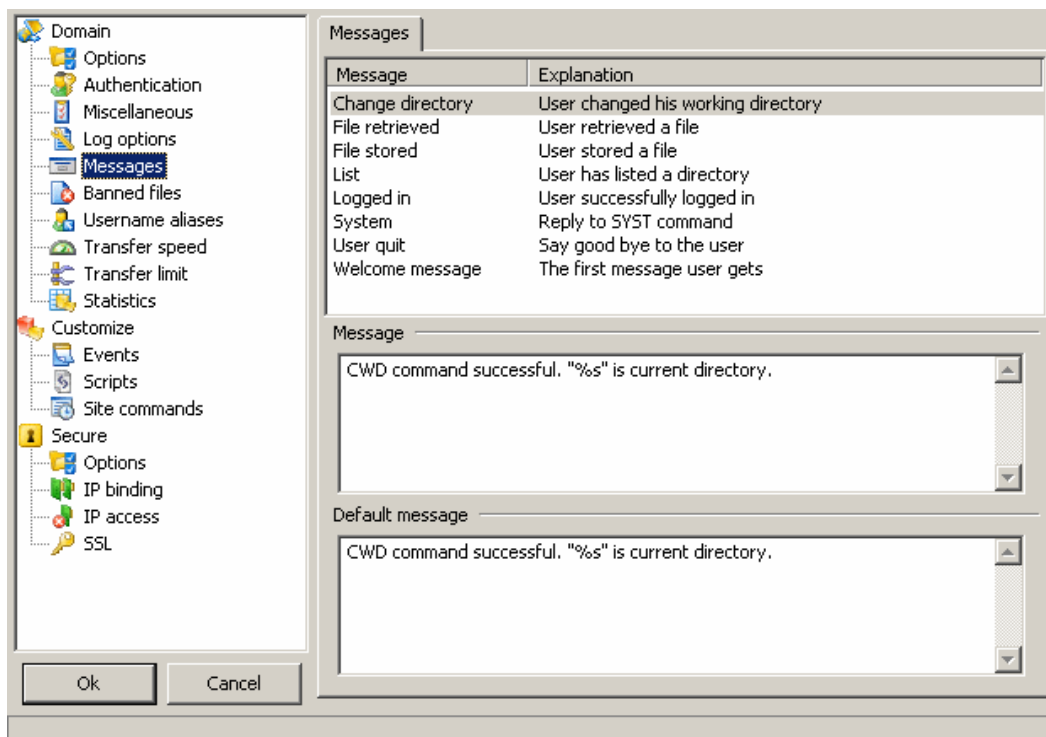 Domain
Options
Authentication
Miscellaneous
Log options
Messages
Banned files
Username aliases
Transfer speed
Transfer limit
Statistics
Customize
Events
Scripts
Site commands
Secure
Options
IP binding
IP access
SSL
Ok Cancel
Messages
Message Explanation
Change directory User changed his working directory
File retrieved User retrieved a file
File stored User stored a file
List User has listed a directory
Logged in User successfully logged in
System Reply to SYST command
User quit Say good bye to the user
Welcome message The first message user gets
Message
CWD command successful. "%s" is current directory.
Default message
CWD command successful. "%s" is current directory.